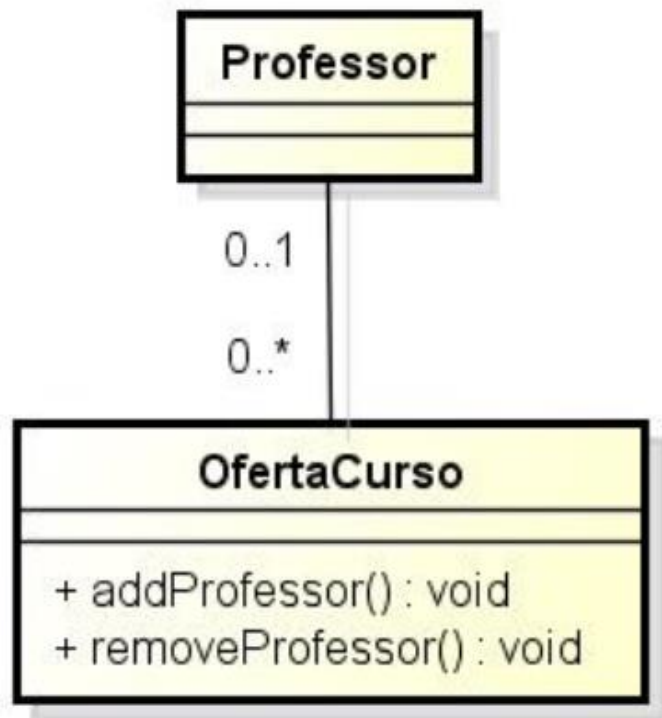 Professor
0..1
0..*
OfertaCurso
+ addProfessor() : void
+ removeProfessor() : void